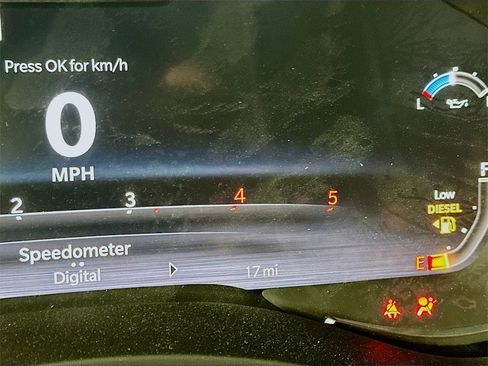 Press OK for km/h
0
MPH
L
F
2
3
4
5
Low
DIESEL
Speedometer
Digital
17 mi
E